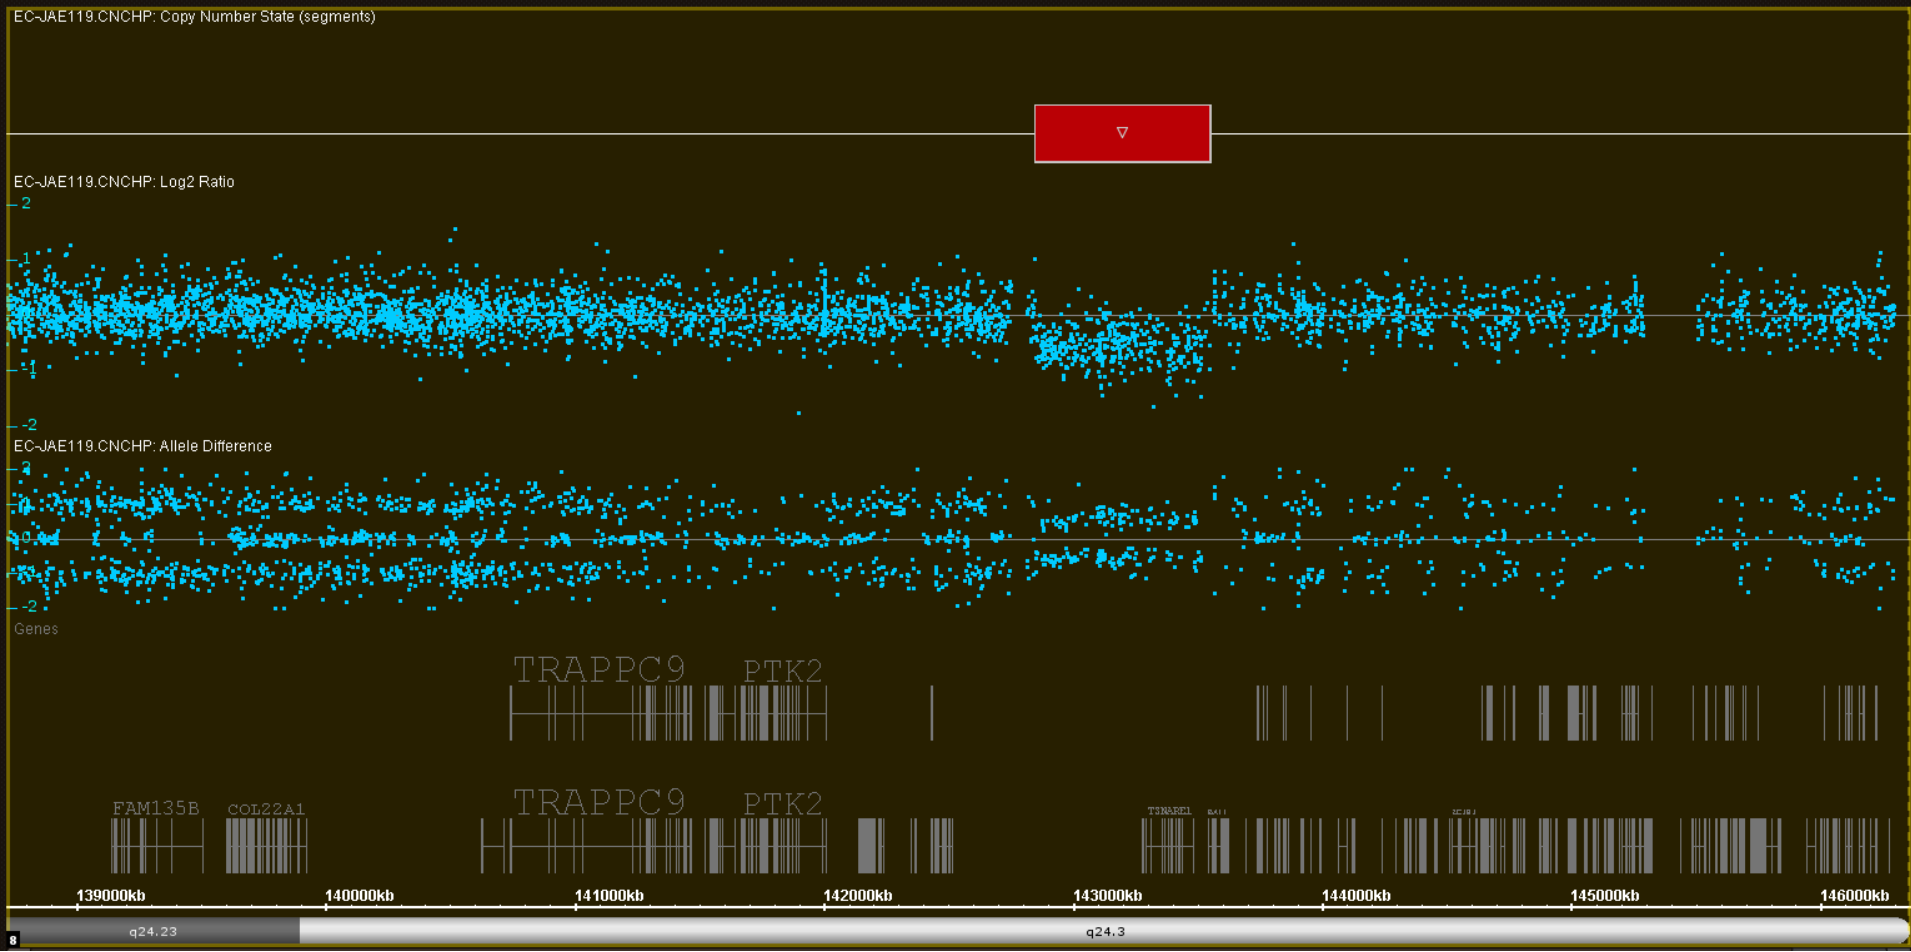 EC-JAE119.CNCHP: Copy Number State (segments)
EC-JAE119.CNCHP: Log2 Ratio
2
1
-1
-2
EC-JAE119.CNCHP: Allele Difference
2
0
-2
Genes
TRAPPC9 PTK2
TRAPPC9 PTK2
FAM135B COL22A1 TSNARE1
139000kb 140000kb 141000kb 142000kb 143000kb 144000kb 145000kb 146000kb
q24.23 q24.3
8